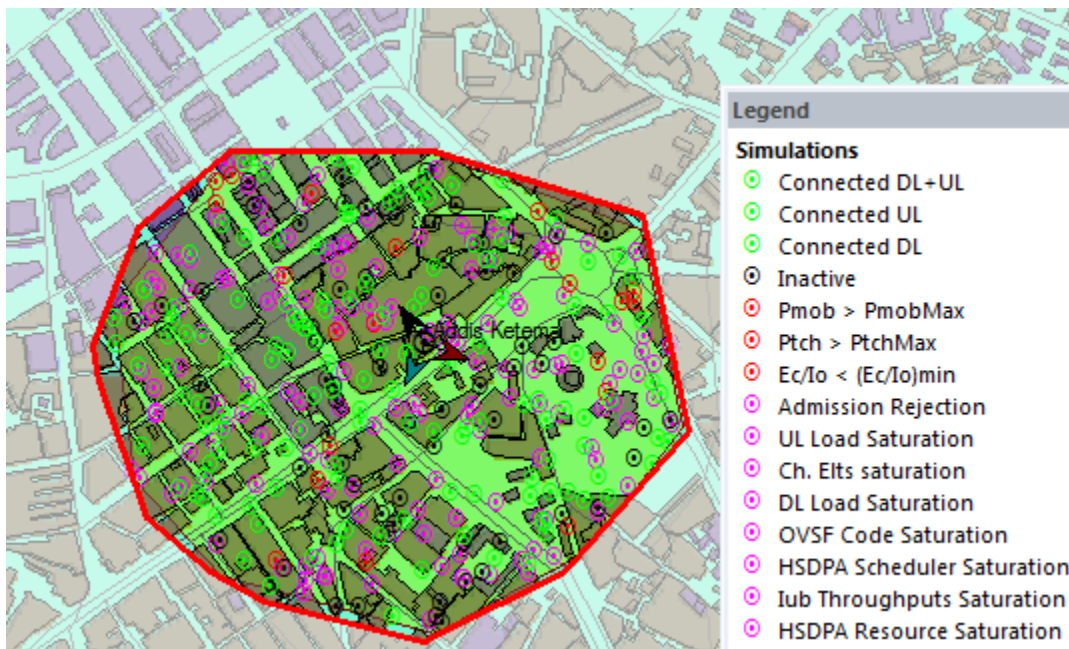 Legend
Simulations
Connected DL+UL
Connected UL
Connected DL
Inactive
Pmob > PmobMax
Ptch > PtchMax
Ec/Io < (Ec/Io)min
Admission Rejection
UL Load Saturation
Ch. Elts saturation
DL Load Saturation
OVSF Code Saturation
HSDPA Scheduler Saturation
Iub Throughputs Saturation
HSDPA Resource Saturation
Addis Ketema